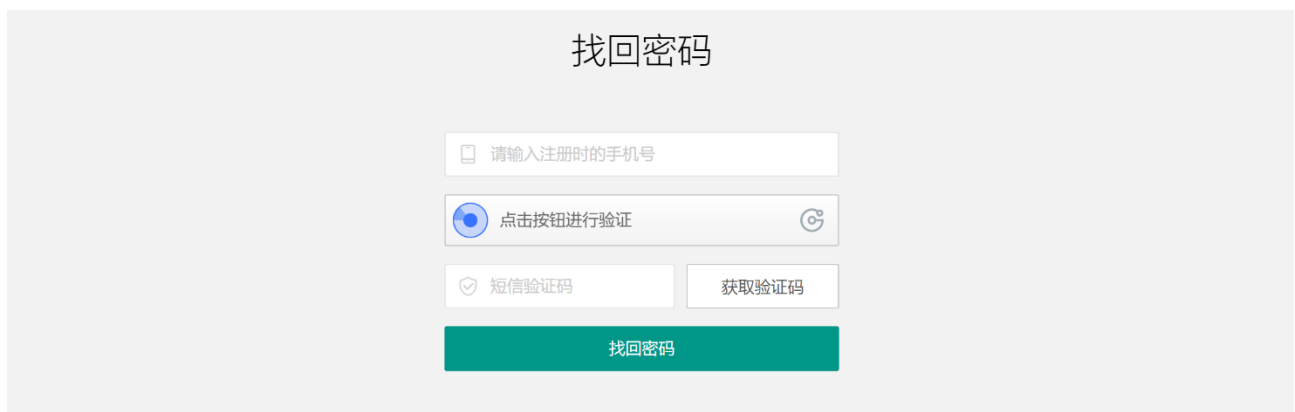 找回密码
请输入注册时的手机号
点击按钮进行验证
短信验证码
获取验证码
找回密码